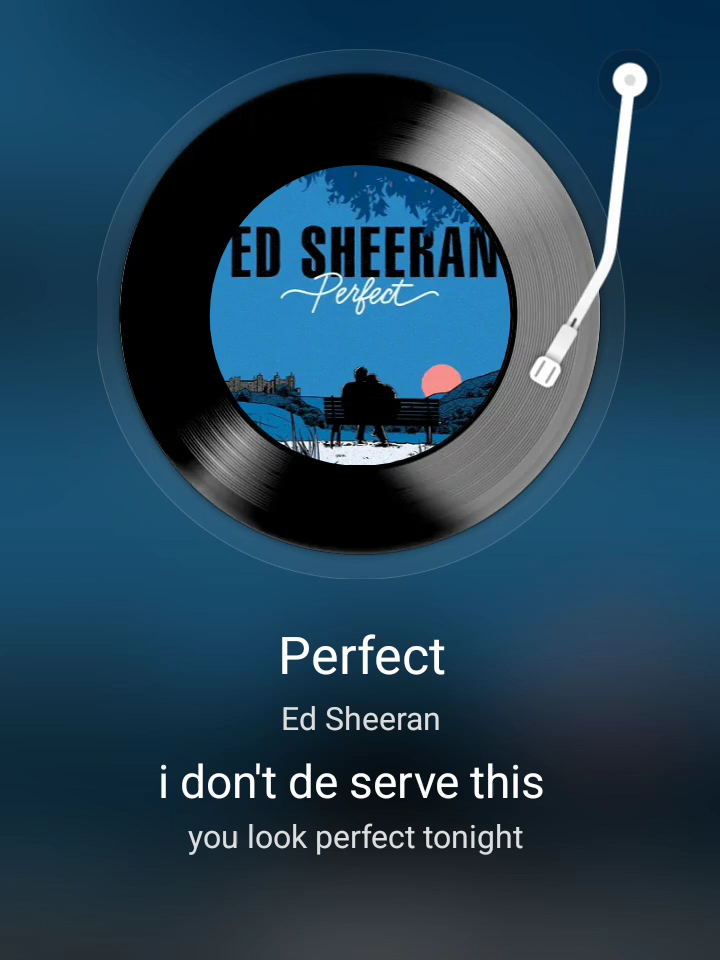 ED SHEERAN
Perfect
Perfect
Ed Sheeran
i don't de serve this
you look perfect tonight